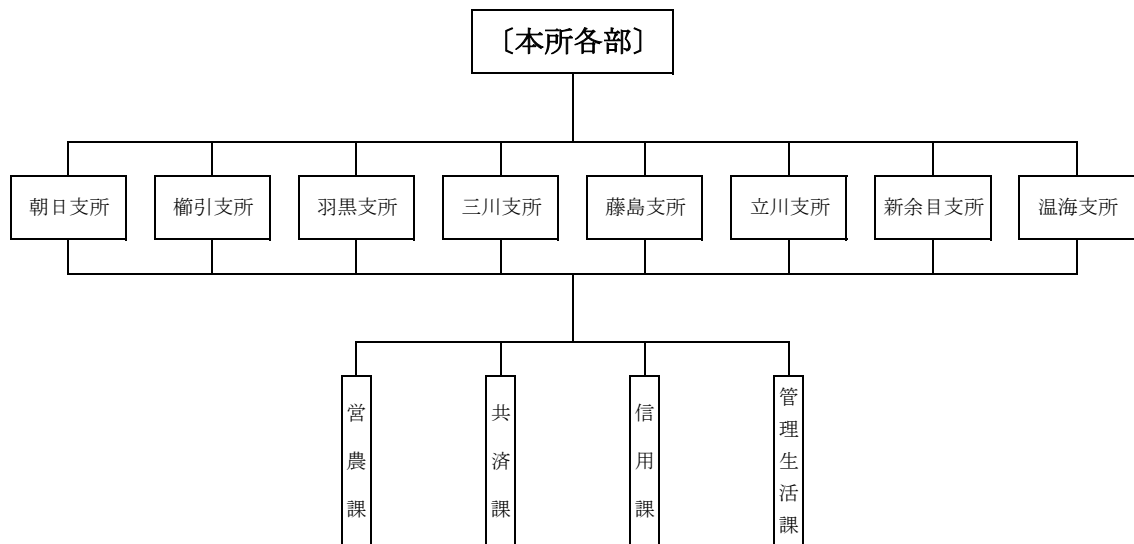 〔本所各部〕
朝日支所
櫛引支所
羽黒支所
三川支所
藤島支所
立川支所
新余目支所
温海支所
営農課
共済課
信用課
管理生活課